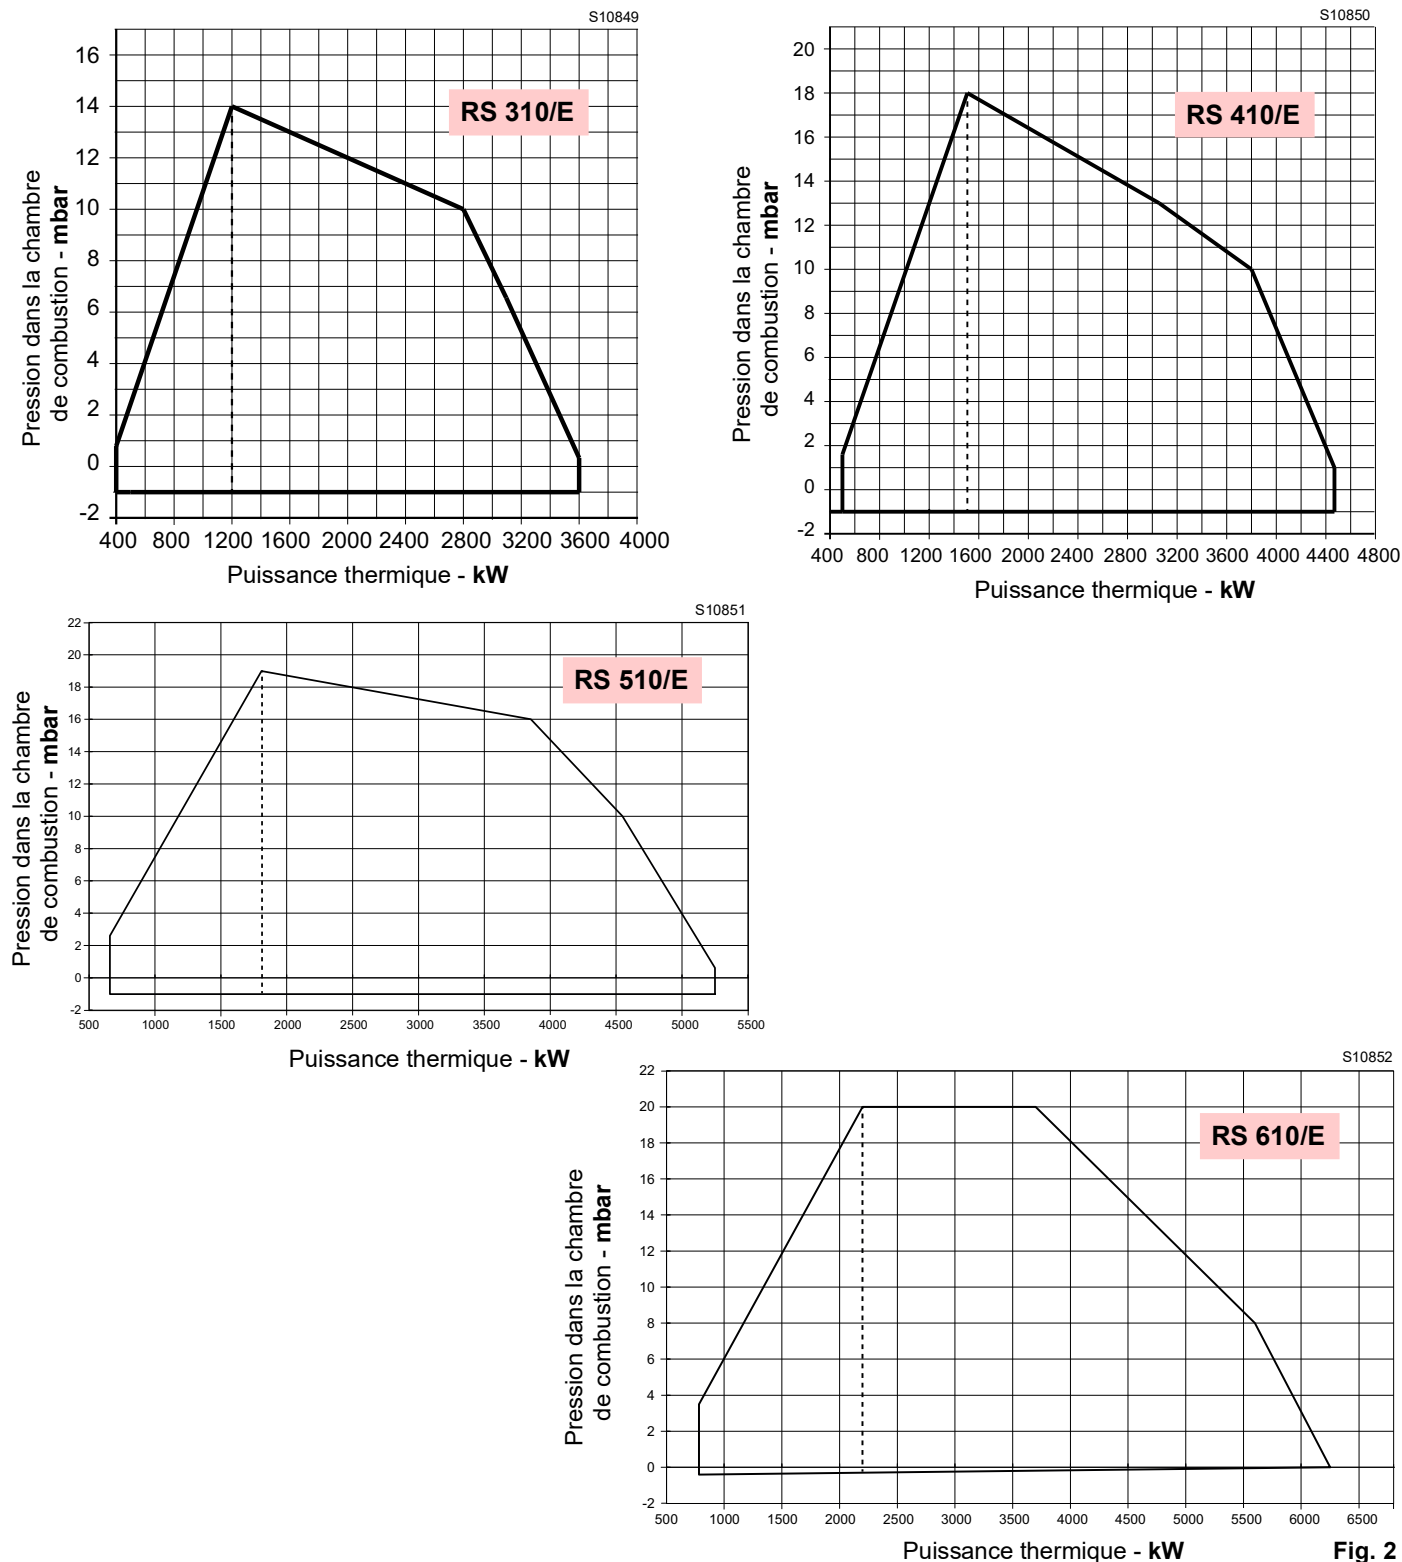 S10849
16
14
12
10
8
6
4
2
0
-2
RS 310/E
Pression dans la chambre
de combustion - mbar
400 800 1200 1600 2000 2400 2800 3200 3600 4000
Puissance thermique - kW
S10850
20
18
16
14
12
10
8
6
4
2
0
-2
RS 410/E
Pression dans la chambre
de combustion - mbar
400 800 1200 1600 2000 2400 2800 3200 3600 4000 4400 4800
Puissance thermique - kW
S10851
22
20
18
16
14
12
10
8
6
4
2
0
-2
RS 510/E
Pression dans la chambre
de combustion - mbar
500 1000 1500 2000 2500 3000 3500 4000 4500 5000 5500
Puissance thermique - kW
S10852
22
20
18
16
14
12
10
8
6
4
2
0
-2
RS 610/E
Pression dans la chambre
de combustion - mbar
500 1000 1500 2000 2500 3000 3500 4000 4500 5000 5500 6000 6500
Puissance thermique - kW
Fig. 2